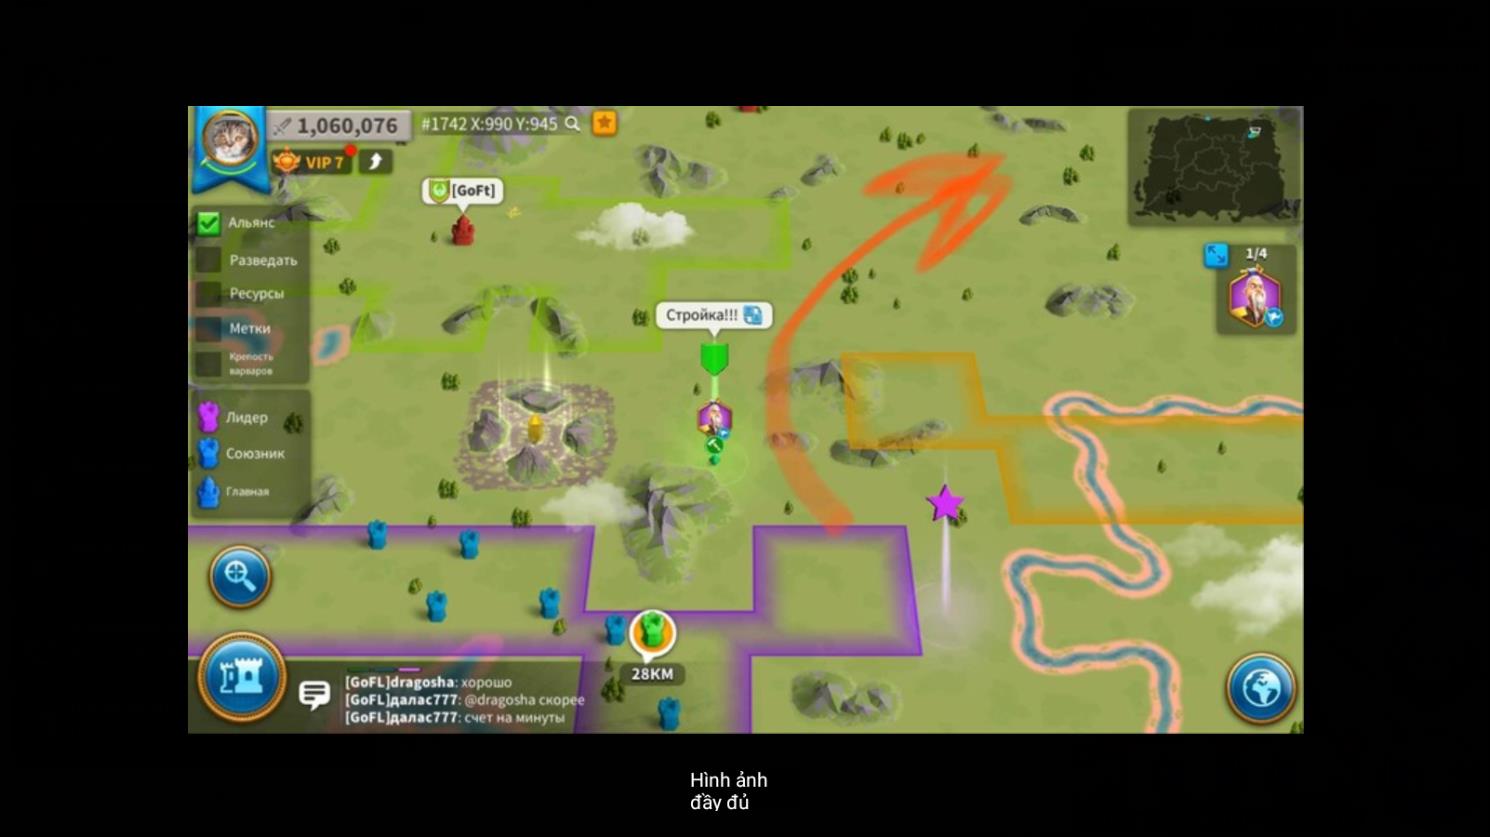 1,060,076
#1742 X:990 Y:945
VIP 7
[GoFt]
Альянс
Разведать
Ресурсы
Метки
Крепость
варваров
1/4
Стройка!!!
Лидер
Союзник
Главная
28KM
[GoFL]dragosha: хорошо
[GoFL]далас777: @dragosha скорее
[GoFL]далас777: счет на минуты
Hình ảnh
đầy đủ